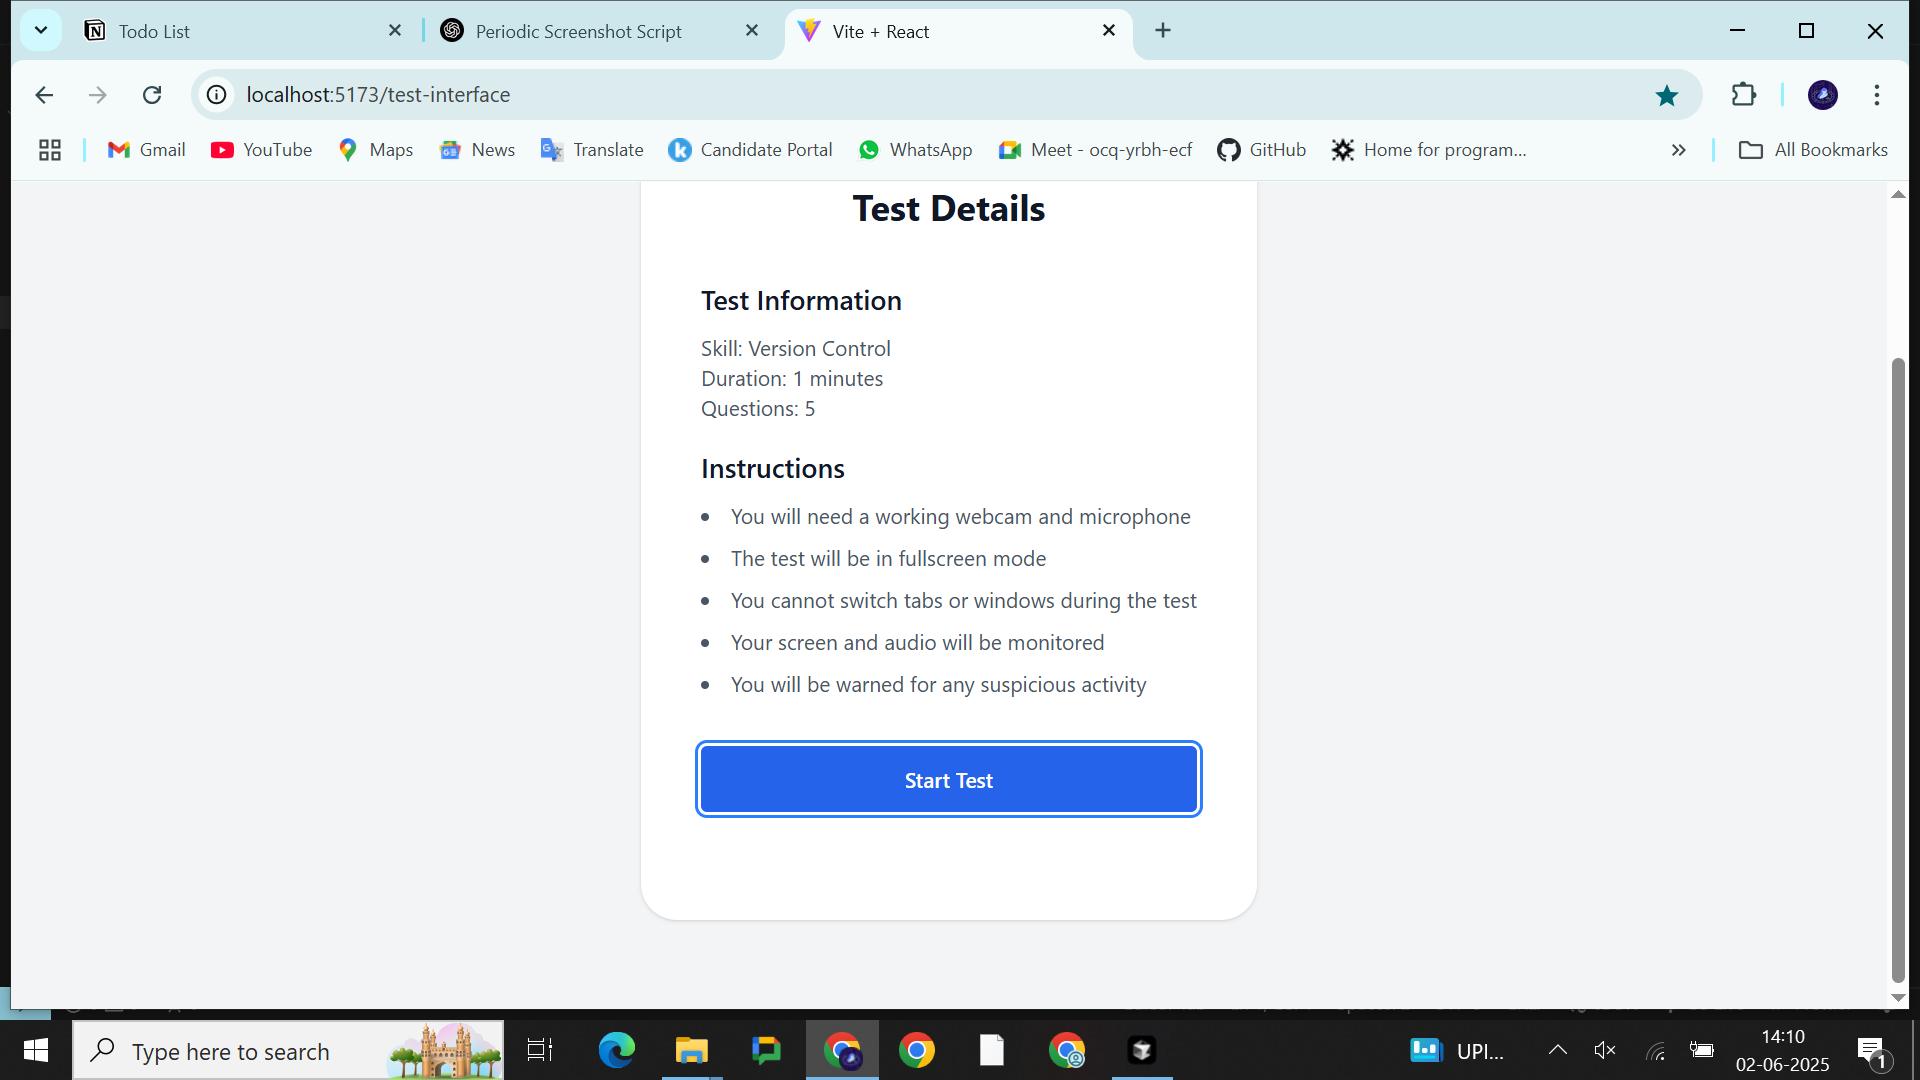 Todo List
Periodic Screenshot Script
Vite + React
localhost:5173/test-interface
Gmail
YouTube
Maps
News
Translate
Candidate Portal
WhatsApp
Meet - ocq-yrbh-ecf
GitHub
Home for program...
All Bookmarks
Test Details
Test Information
Skill: Version Control
Duration: 1 minutes
Questions: 5
Instructions
• You will need a working webcam and microphone
• The test will be in fullscreen mode
• You cannot switch tabs or windows during the test
• Your screen and audio will be monitored
• You will be warned for any suspicious activity
Start Test
Type here to search
UPI...
14:10
02-06-2025
1